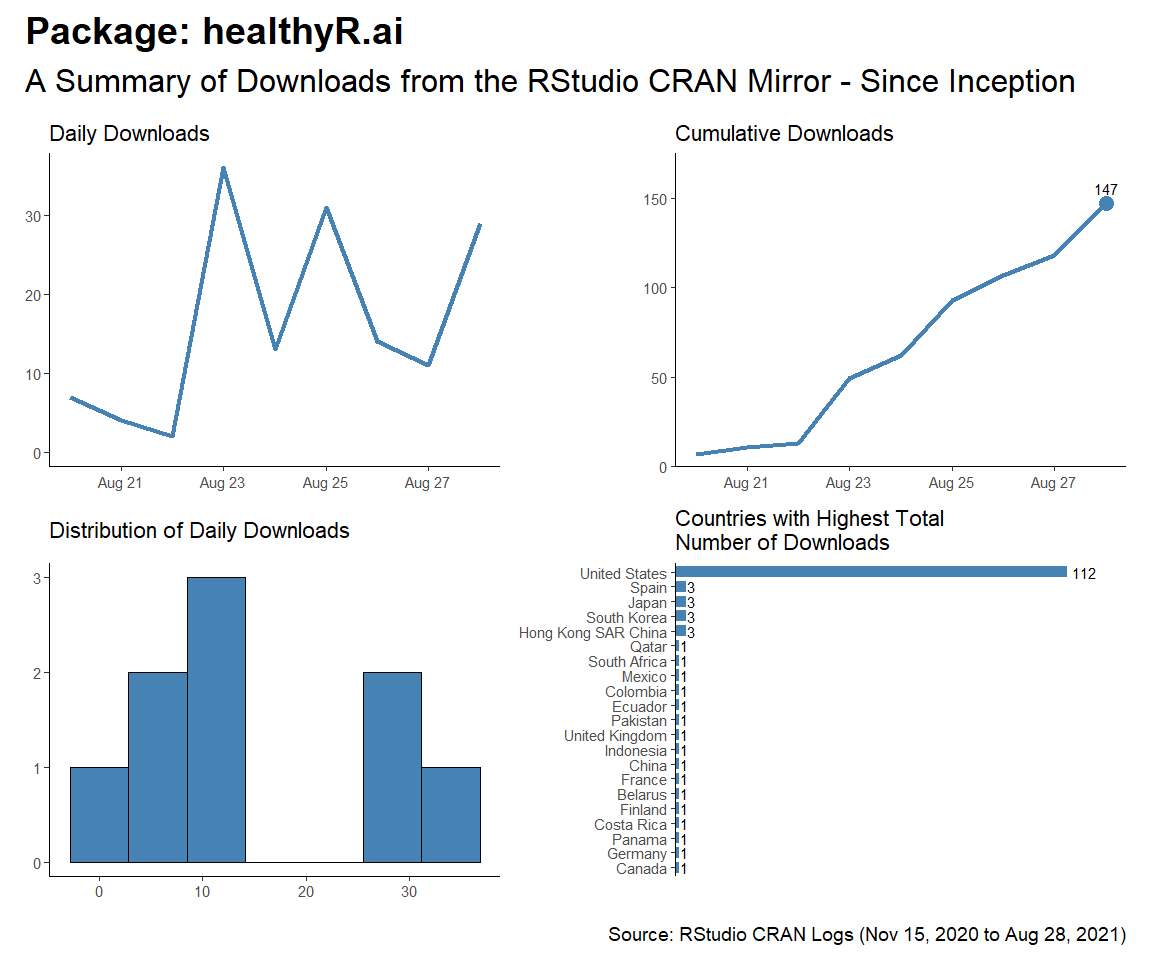 Package: healthyR.ai
A Summary of Downloads from the RStudio CRAN Mirror - Since Inception
Daily Downloads
30
20
10
0
Aug 21 Aug 23 Aug 25 Aug 27
Cumulative Downloads
147
150
100
50
0
Aug 21 Aug 23 Aug 25 Aug 27
Distribution of Daily Downloads
3
2
1
0
0 10 20 30
Countries with Highest Total
Number of Downloads
United States 112
Spain 3
Japan 3
South Korea 3
Hong Kong SAR China 3
Qatar 1
South Africa 1
Mexico 1
Colombia 1
Ecuador 1
Pakistan 1
United Kingdom 1
Indonesia 1
China 1
France 1
Belarus 1
Finland 1
Costa Rica 1
Panama 1
Germany 1
Canada 1
Source: RStudio CRAN Logs (Nov 15, 2020 to Aug 28, 2021)